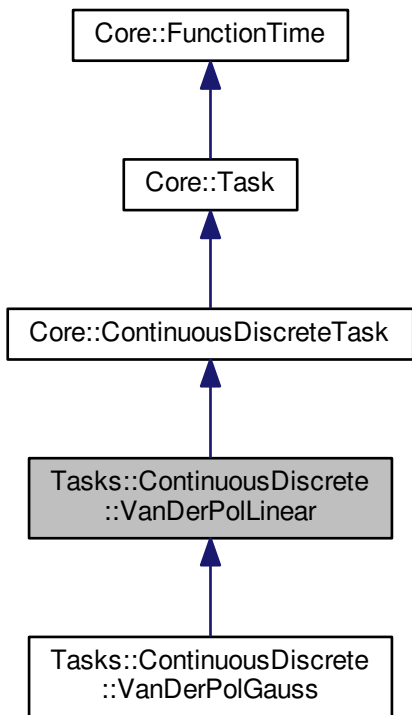 Core::FunctionTime
Core::Task
Core::ContinuousDiscreteTask
Tasks::ContinuousDiscrete
::VanDerPolLinear
Tasks::ContinuousDiscrete
::VanDerPolGauss